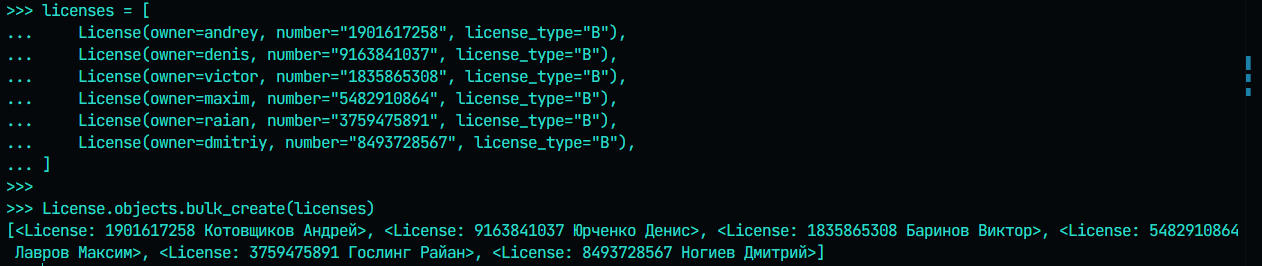 >>> licenses = [
...     License(owner=andrey, number="1901617258", license_type="B"),
...     License(owner=denis, number="9163841037", license_type="B"),
...     License(owner=victor, number="1835865308", license_type="B"),
...     License(owner=maxim, number="5482910864", license_type="B"),
...     License(owner=raian, number="3759475891", license_type="B"),
...     License(owner=dmitriy, number="8493728567", license_type="B"),
... ]
>>>
>>> License.objects.bulk_create(licenses)
[<License: 1901617258 Котовщиков Андрей>, <License: 9163841037 Юрченко Денис>, <License: 1835865308 Баринов Виктор>, <License: 5482910864
Лавров Максим>, <License: 3759475891 Гослинг Райан>, <License: 8493728567 Ногиев Дмитрий>]